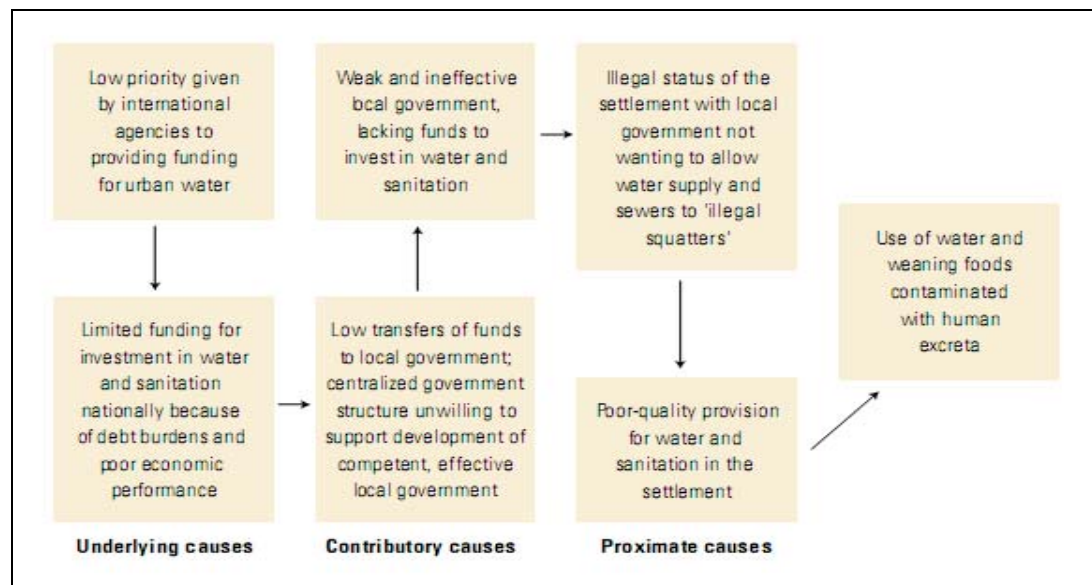 Low priority given
by international
agencies to
providing funding
for urban water
Limited funding for
investment in water
and sanitation
nationally because
of debt burdens and
poor economic
performance
Underlying causes
Weak and ineffective
local government,
lacking funds to
invest in water and
sanitation
Low transfers of funds
to local government;
centralized government
structure unwilling to
support development of
competent, effective
local government
Contributory causes
Illegal status of the
settlement with local
government not
wanting to allow
water supply and
sewers to 'illegal
squatters'
Poor-quality provision
for water and
sanitation in the
settlement
Proximate causes
Use of water and
weaning foods
contaminated
with human
excreta